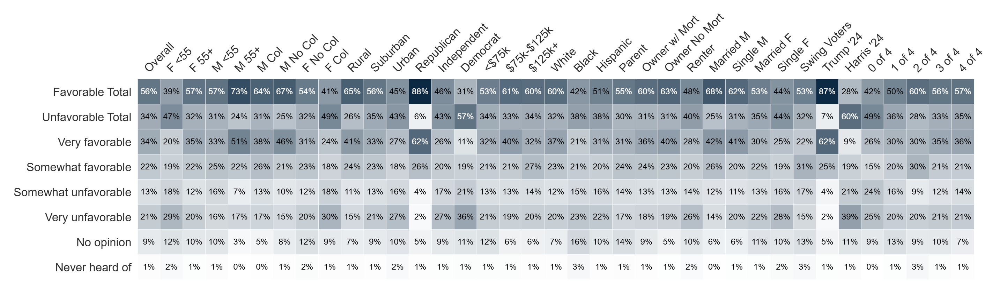 Overall F <55 F 55+ M <55 M 55+ M Col M No Col F No Col F Col Rural Suburban Urban Republican Independent Democrat <$75k $75k-$125k $125k+ White Black Hispanic Parent Owner w/ Mort Owner No Mort Renter Married M Single M Married F Single F Swing Voters Trump '24 Harris '24 0 of 4 1 of 4 2 of 4 3 of 4 4 of 4
Favorable Total 56% 39% 57% 57% 73% 64% 67% 54% 41% 65% 56% 45% 88% 46% 31% 53% 61% 60% 60% 42% 51% 55% 60% 63% 48% 68% 62% 53% 44% 53% 87% 28% 42% 50% 60% 56% 57%
Unfavorable Total 34% 47% 32% 31% 24% 31% 25% 32% 49% 26% 35% 43% 6% 43% 57% 34% 33% 34% 32% 38% 38% 30% 31% 31% 40% 25% 31% 35% 44% 32% 7% 60% 49% 36% 28% 33% 35%
Very favorable 34% 20% 35% 33% 51% 38% 46% 31% 24% 41% 33% 27% 62% 26% 11% 32% 40% 32% 37% 21% 31% 31% 36% 40% 28% 42% 41% 30% 25% 22% 62% 9% 26% 30% 30% 35% 36%
Somewhat favorable 22% 19% 22% 25% 22% 26% 21% 23% 18% 24% 23% 18% 26% 20% 19% 21% 21% 27% 23% 21% 20% 24% 24% 23% 20% 26% 20% 22% 19% 31% 25% 19% 15% 20% 30% 21% 21%
Somewhat unfavorable 13% 18% 12% 16% 7% 13% 10% 12% 18% 11% 13% 16% 4% 17% 21% 13% 13% 14% 12% 15% 16% 14% 13% 13% 14% 12% 11% 13% 16% 17% 4% 21% 24% 16% 9% 12% 14%
Very unfavorable 21% 29% 20% 16% 17% 17% 15% 20% 30% 15% 21% 27% 2% 27% 36% 21% 19% 20% 20% 23% 22% 17% 18% 19% 26% 14% 20% 22% 28% 15% 2% 39% 25% 20% 20% 21% 21%
No opinion 9% 12% 10% 10% 3% 5% 8% 12% 9% 7% 9% 10% 5% 9% 11% 12% 6% 6% 7% 16% 10% 14% 9% 5% 10% 6% 6% 11% 10% 13% 5% 11% 9% 13% 9% 10% 7%
Never heard of 1% 2% 1% 1% 0% 0% 1% 2% 1% 1% 1% 2% 1% 1% 1% 1% 1% 1% 1% 3% 1% 1% 1% 1% 2% 0% 1% 1% 2% 3% 1% 1% 0% 1% 3% 1% 1%